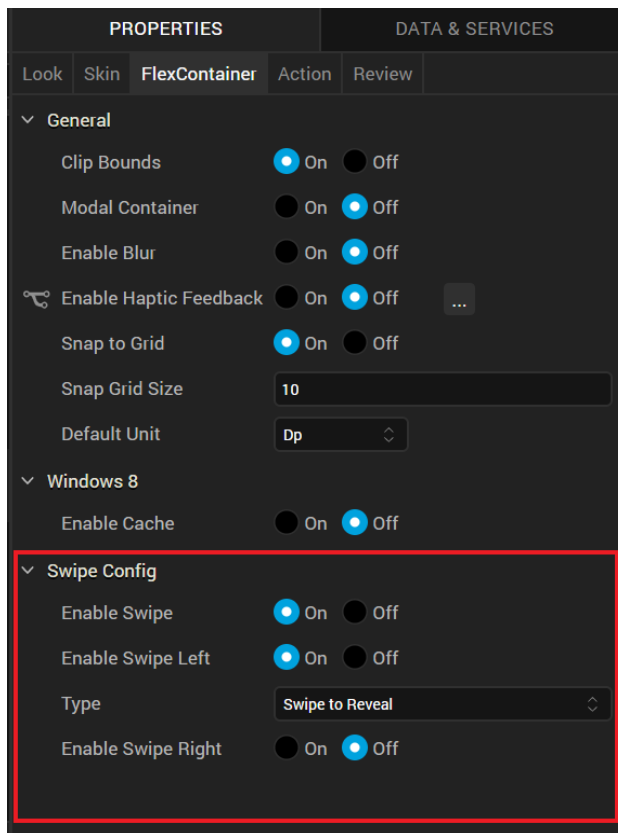 PROPERTIES DATA & SERVICES
Look Skin FlexContainer Action Review
General
Clip Bounds On Off
Modal Container On Off
Enable Blur On Off
Enable Haptic Feedback On Off ...
Snap to Grid On Off
Snap Grid Size 10
Default Unit Dp
Windows 8
Enable Cache On Off
Swipe Config
Enable Swipe On Off
Enable Swipe Left On Off
Type Swipe to Reveal
Enable Swipe Right On Off